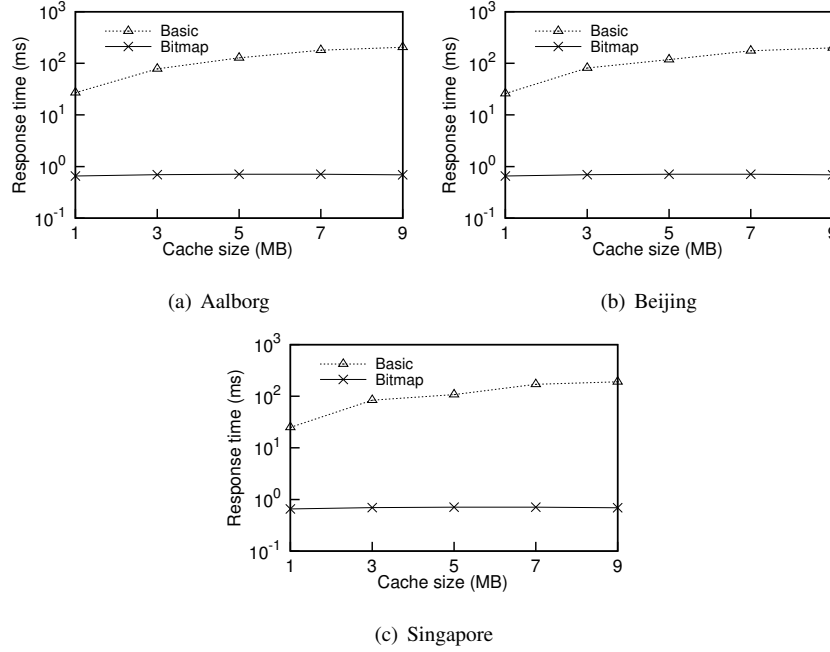 10^3
10^2
10^1
10^0
10^-1
Response time (ms)
Basic
Bitmap
1 3 5 7 9
Cache size (MB)
(a) Aalborg
10^3
10^2
10^1
10^0
10^-1
Response time (ms)
Basic
Bitmap
1 3 5 7 9
Cache size (MB)
(b) Beijing
10^3
10^2
10^1
10^0
10^-1
Response time (ms)
Basic
Bitmap
1 3 5 7 9
Cache size (MB)
(c) Singapore